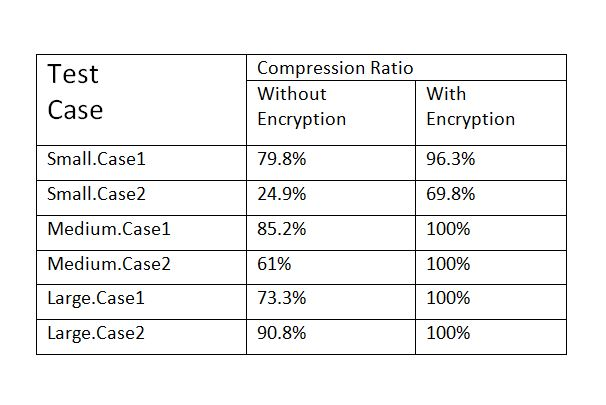 Test
Case
Compression Ratio
Without
Encryption
With
Encryption
Small.Case1 79.8% 96.3%
Small.Case2 24.9% 69.8%
Medium.Case1 85.2% 100%
Medium.Case2 61% 100%
Large.Case1 73.3% 100%
Large.Case2 90.8% 100%